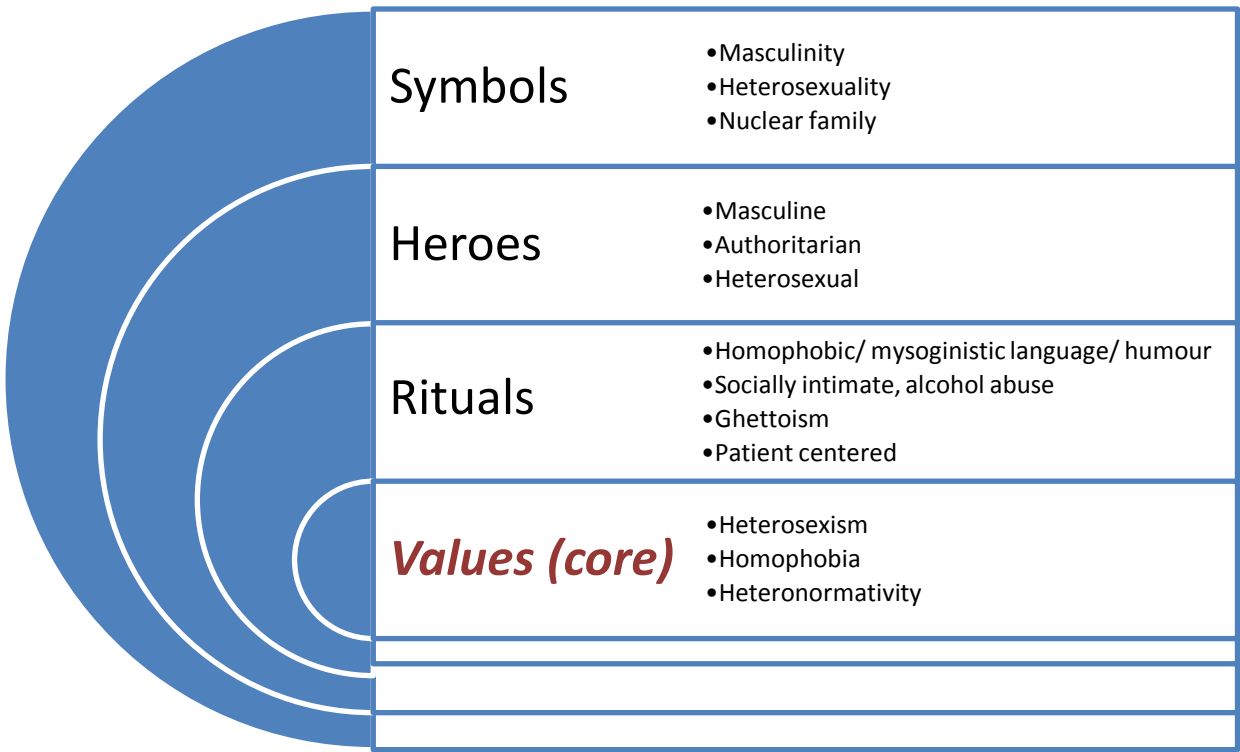 Symbols
•Masculinity
•Heterosexuality
•Nuclear family
Heroes
•Masculine
•Authoritarian
•Heterosexual
Rituals
•Homophobic/ mysoginistic language/ humour
•Socially intimate, alcohol abuse
•Ghettoism
•Patient centered
Values (core)
•Heterosexism
•Homophobia
•Heteronormativity